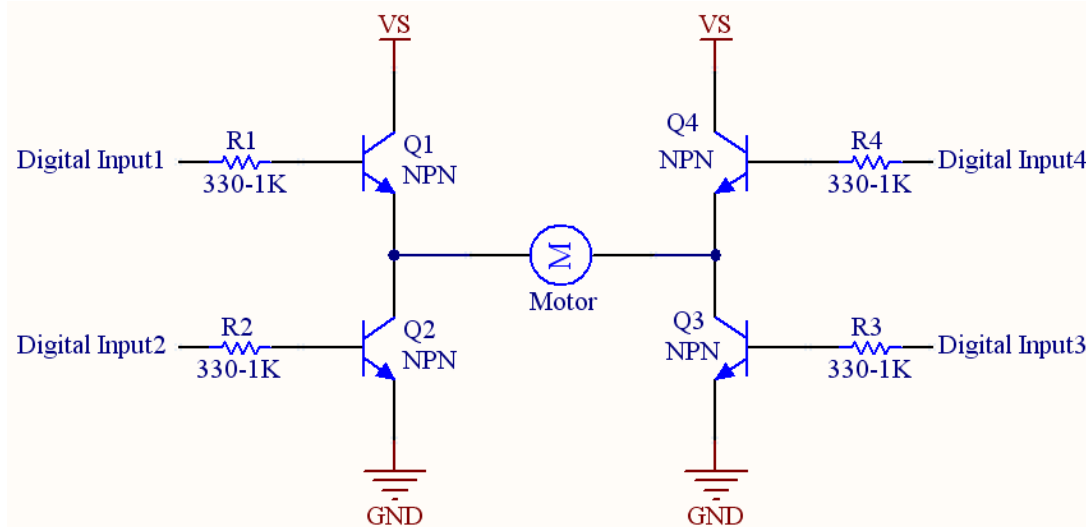 VS
VS
Digital Input1
R1
330-1K
Q1
NPN
Q4
NPN
R4
330-1K
Digital Input4
M
Motor
Digital Input2
R2
330-1K
Q2
NPN
Q3
NPN
R3
330-1K
Digital Input3
GND
GND